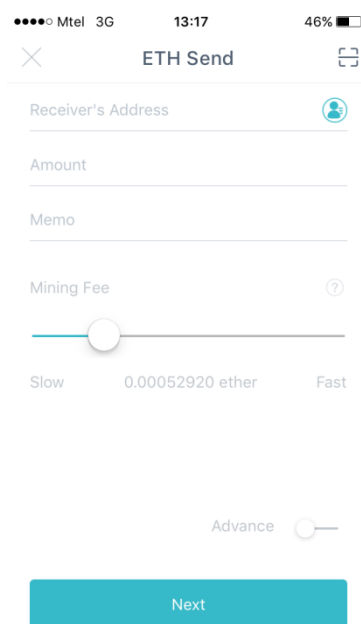 Mtel 3G 13:17 46%
ETH Send
Receiver's Address
Amount
Memo
Mining Fee ?
Slow 0.00052920 ether Fast
Advance
Next